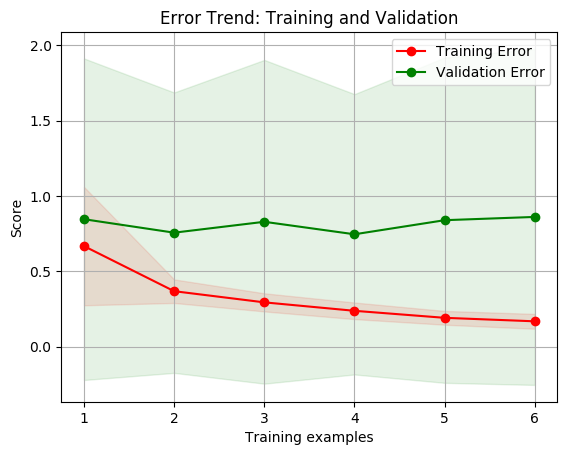 Error Trend: Training and Validation
Training Error
Validation Error
Score
2.0
1.5
1.0
0.5
0.0
1 2 3 4 5 6
Training examples